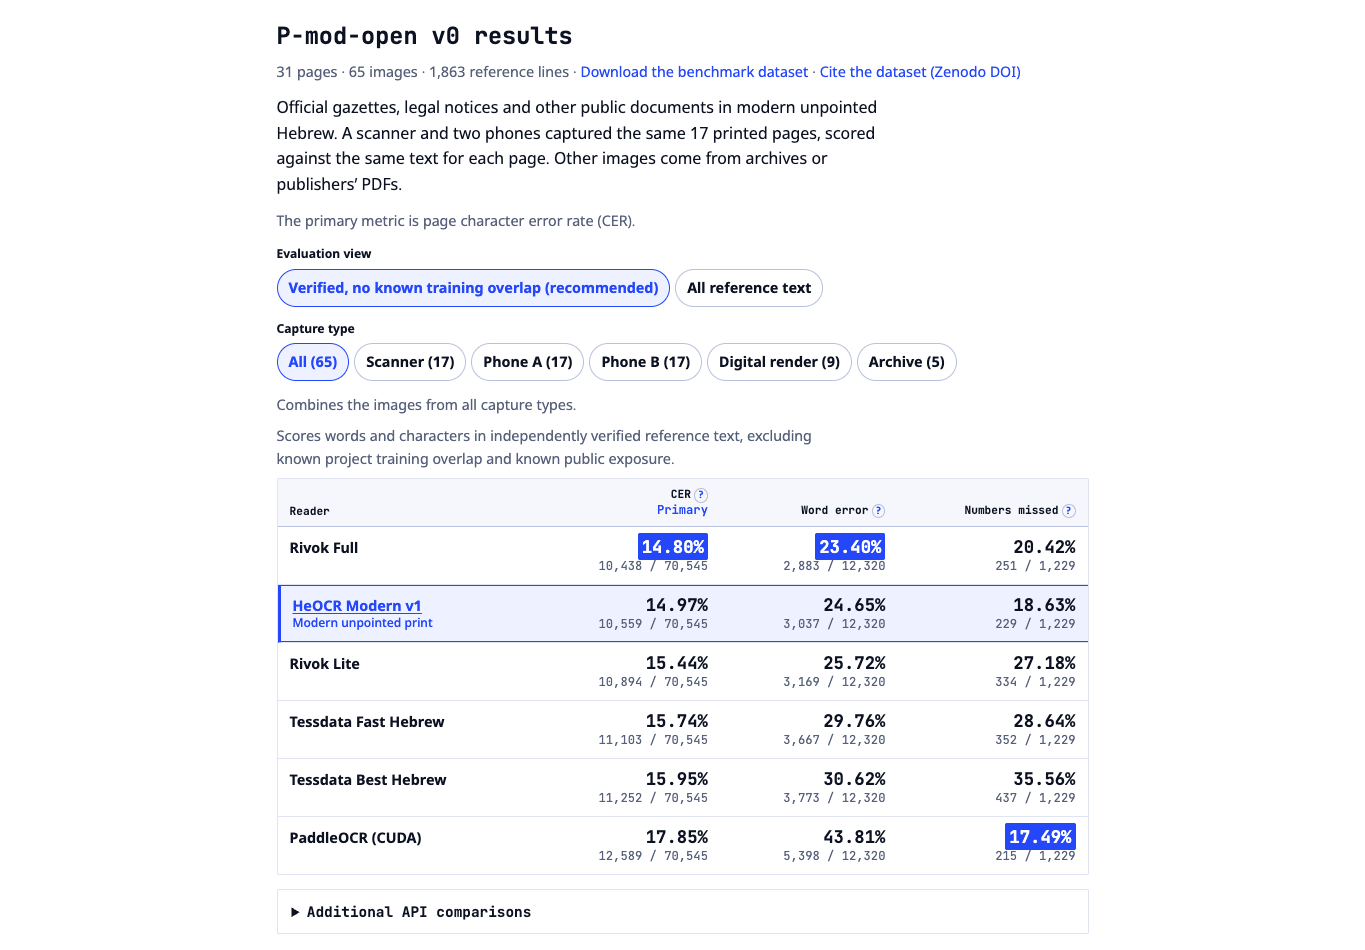 P-mod-open v0 results
31 pages · 65 images · 1,863 reference lines · Download the benchmark dataset · Cite the dataset (Zenodo DOI)
Official gazettes, legal notices and other public documents in modern unpointed
Hebrew. A scanner and two phones captured the same 17 printed pages, scored
against the same text for each page. Other images come from archives or
publishers’ PDFs.
The primary metric is page character error rate (CER).
Evaluation view
Verified, no known training overlap (recommended) All reference text
Capture type
All (65) Scanner (17) Phone A (17) Phone B (17) Digital render (9) Archive (5)
Combines the images from all capture types.
Scores words and characters in independently verified reference text, excluding
known project training overlap and known public exposure.
Reader CER ? Primary Word error ? Numbers missed ?
Rivok Full 14.80% 23.40% 20.42%
10,438 / 70,545 2,883 / 12,320 251 / 1,229
HeOCR Modern v1 14.97% 24.65% 18.63%
Modern unpointed print 10,559 / 70,545 3,037 / 12,320 229 / 1,229
Rivok Lite 15.44% 25.72% 27.18%
10,894 / 70,545 3,169 / 12,320 334 / 1,229
Tessdata Fast Hebrew 15.74% 29.76% 28.64%
11,103 / 70,545 3,667 / 12,320 352 / 1,229
Tessdata Best Hebrew 15.95% 30.62% 35.56%
11,252 / 70,545 3,773 / 12,320 437 / 1,229
PaddleOCR (CUDA) 17.85% 43.81% 17.49%
12,589 / 70,545 5,398 / 12,320 215 / 1,229
▶ Additional API comparisons